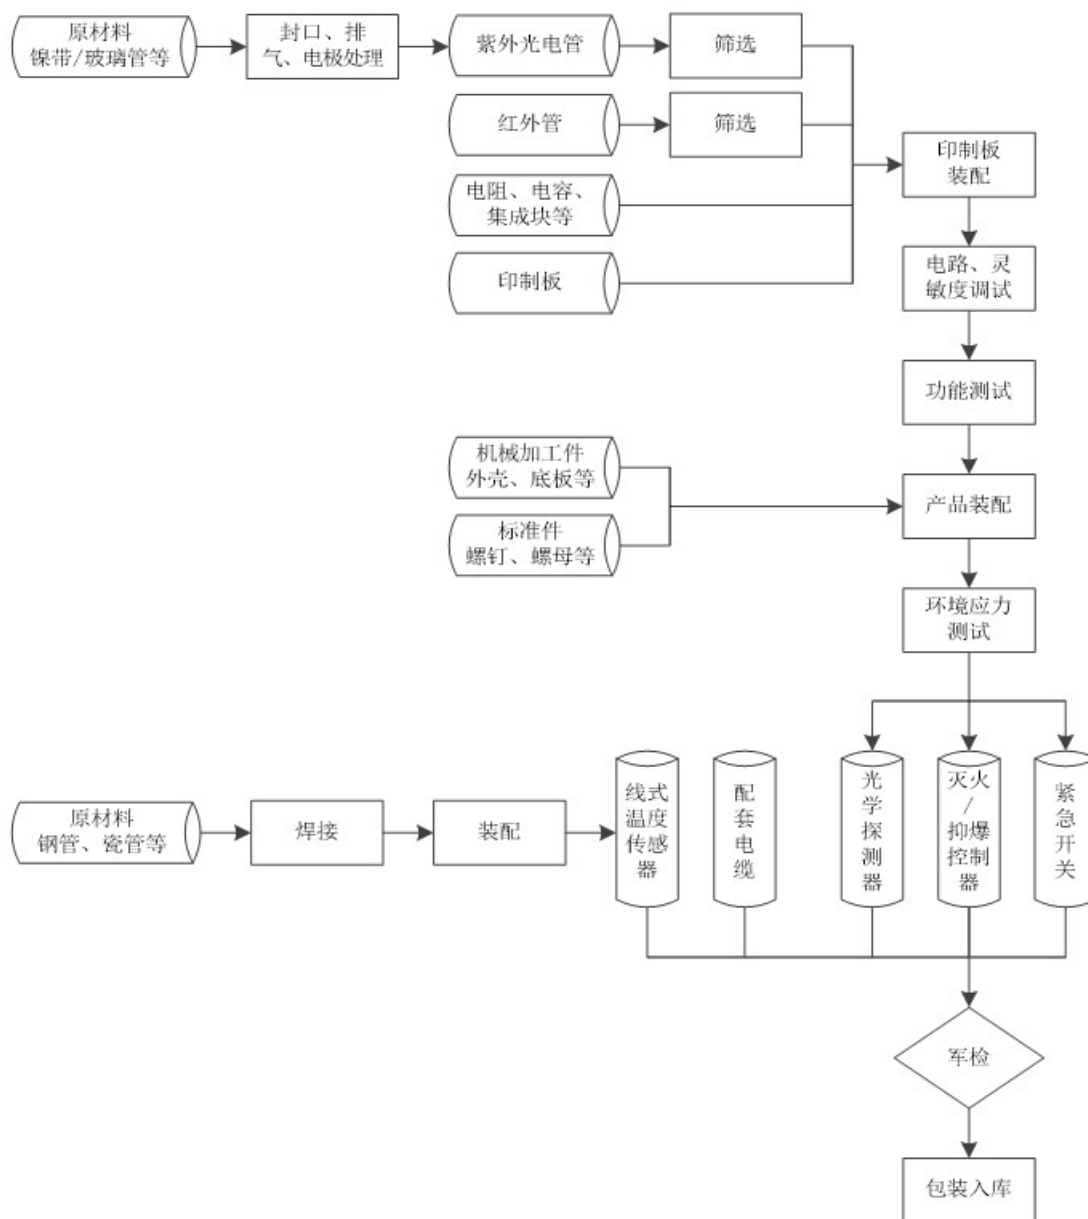 原材料
镍带/玻璃管等
封口、排
气、电极处理
紫外光电管
筛选
红外管
筛选
电阻、电容、
集成块等
印制板
印制板
装配
电路、灵
敏度调试
功能测试
机械加工件
外壳、底板等
标准件
螺钉、螺母等
产品装配
环境应力
测试
原材料
钢管、瓷管等
焊接
装配
线式
温度
传感
器
配
套
电
缆
光
学
探
测
器
灭火
/
抑爆
控制
器
紧
急
开
关
军检
包装入库